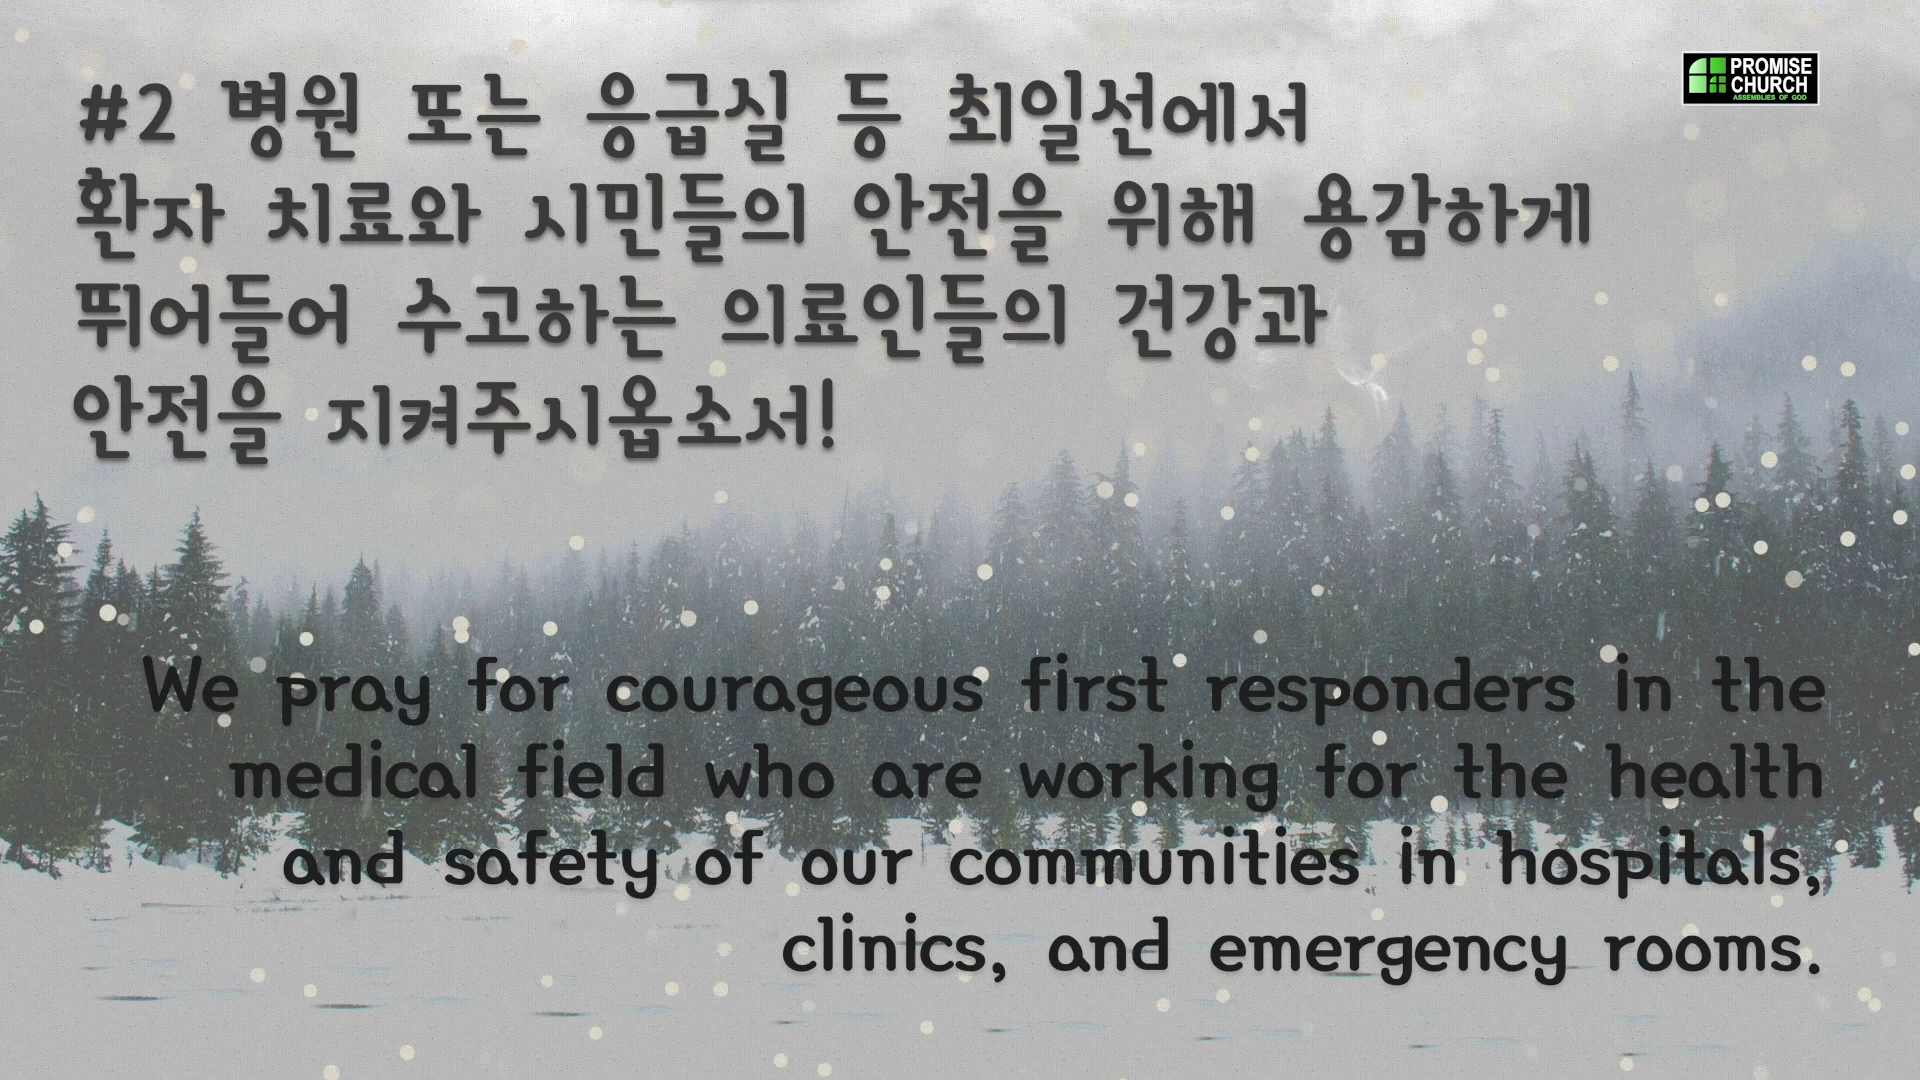 #2 병원 또는 응급실 등 최일선에서
환자 치료와 시민들의 안전을 위해 용감하게
뛰어들어 수고하는 의료인들의 건강과
안전을 지켜주시옵소서!
PROMISE
CHURCH
ASSEMBLIES OF GOD
We pray for courageous first responders in the
medical field who are working for the health
and safety of our communities in hospitals,
clinics, and emergency rooms.